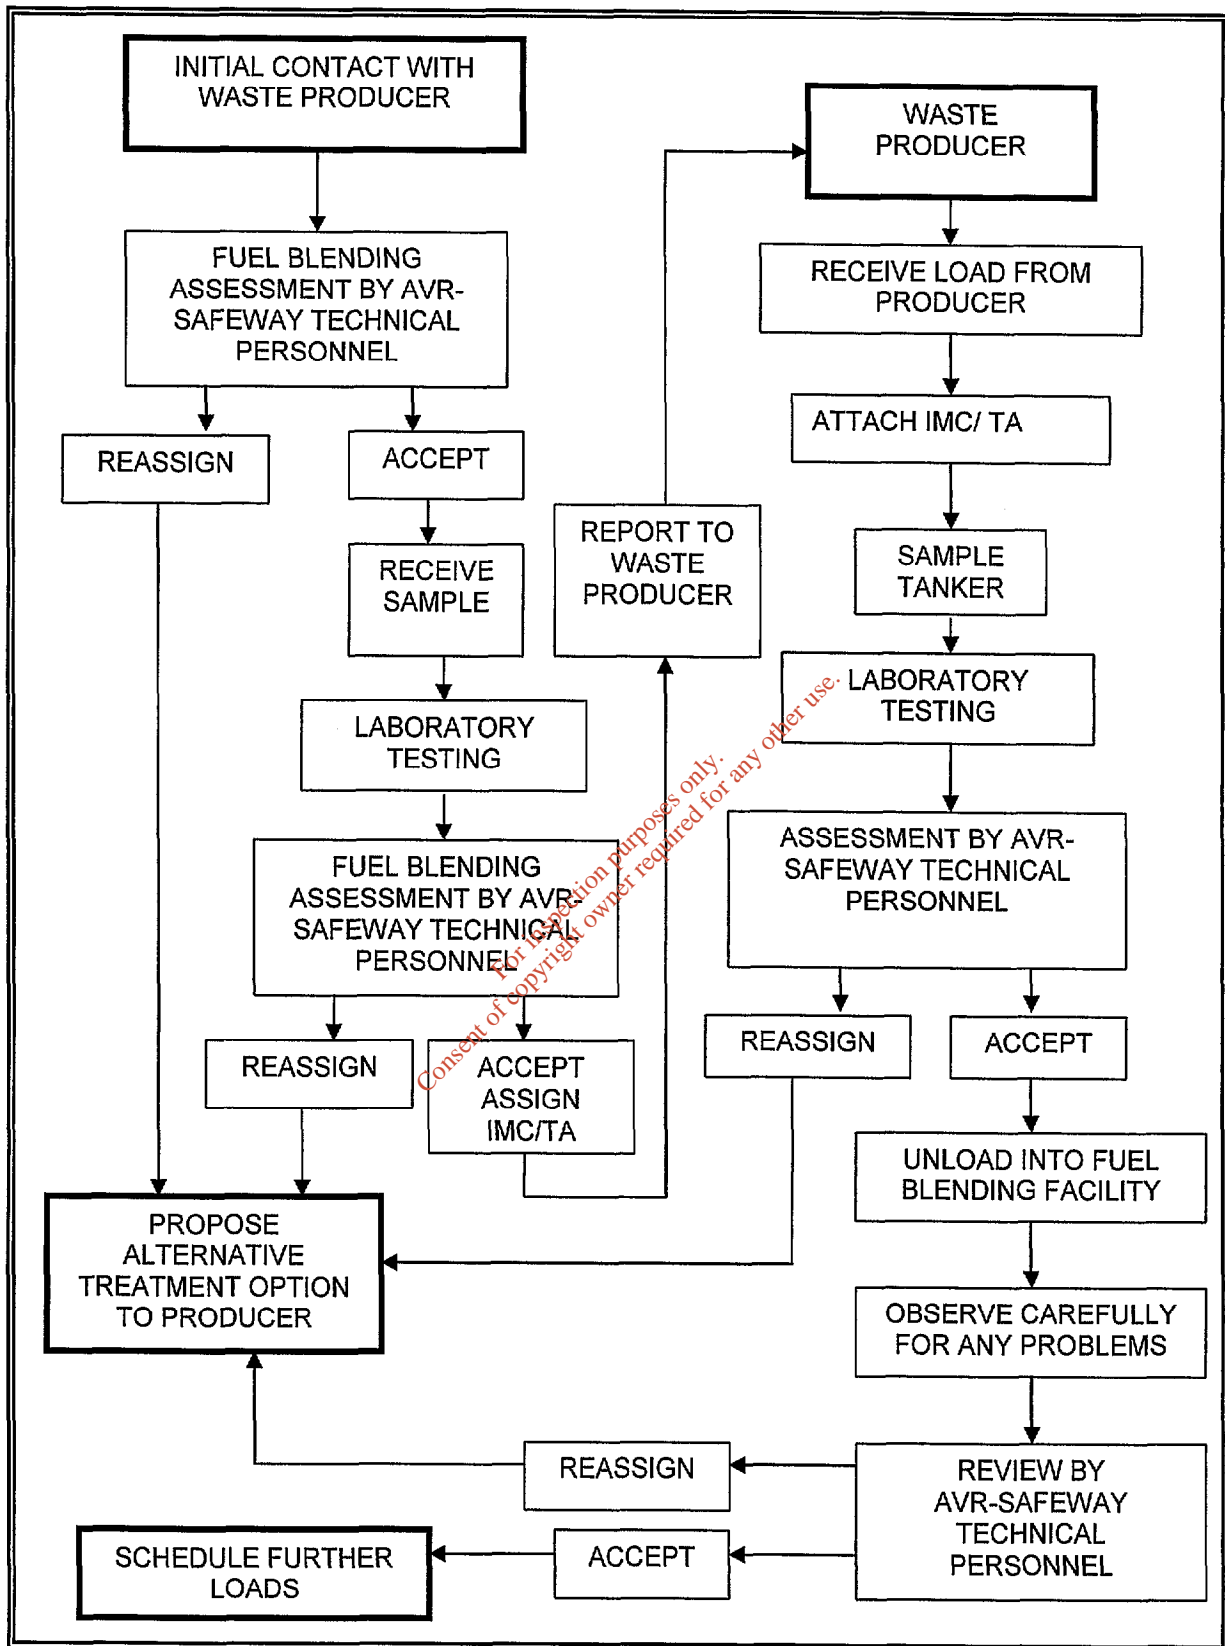 INITIAL CONTACT WITH
WASTE PRODUCER
FUEL BLENDING
ASSESSMENT BY AVR-
SAFEWAY TECHNICAL
PERSONNEL
REASSIGN
ACCEPT
RECEIVE
SAMPLE
LABORATORY
TESTING
FUEL BLENDING
ASSESSMENT BY AVR-
SAFEWAY TECHNICAL
PERSONNEL
REASSIGN
ACCEPT
ASSIGN
IMC/TA
PROPOSE
ALTERNATIVE
TREATMENT OPTION
TO PRODUCER
REPORT TO
WASTE
PRODUCER
WASTE
PRODUCER
RECEIVE LOAD FROM
PRODUCER
ATTACH IMC/ TA
SAMPLE
TANKER
LABORATORY
TESTING
ASSESSMENT BY AVR-
SAFEWAY TECHNICAL
PERSONNEL
REASSIGN
ACCEPT
UNLOAD INTO FUEL
BLENDING FACILITY
OBSERVE CAREFULLY
FOR ANY PROBLEMS
REVIEW BY
AVR-SAFEWAY
TECHNICAL
PERSONNEL
REASSIGN
ACCEPT
SCHEDULE FURTHER
LOADS
For inspection purposes only.
Consent of copyright owner required for any other use.